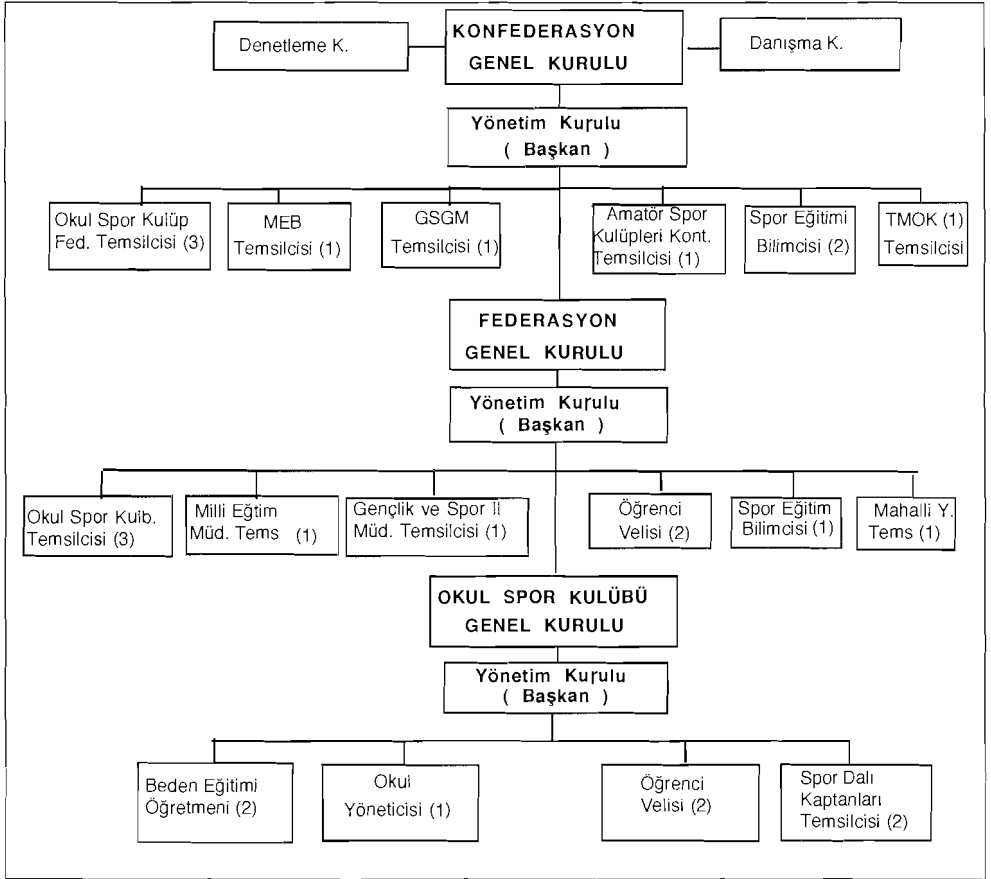 Denetleme K.
KONFEDERASYON
GENEL KURULU
Danışma K.
Yönetim Kurulu
( Başkan )
Okul Spor Kulüp
Fed. Temsilcisi (3)
MEB
Temsilcisi (1)
GSGM
Temsilcisi (1)
Amatör Spor
Kulüpleri Kont.
Temsilcisi (1)
Spor Eğitimi
Bilimcisi (2)
TMOK (1)
Temsilcisi
FEDERASYON
GENEL KURULU
Yönetim Kurulu
( Başkan )
Okul Spor Kulb.
Temsilcisi (3)
Milli Eğtim
Müd. Tems (1)
Gençlik ve Spor İl
Müd. Temsilcisi (1)
Öğrenci
Velisi (2)
Spor Eğitim
Bilimcisi (1)
Mahalli Y.
Tems (1)
OKUL SPOR KULÜBÜ
GENEL KURULU
Yönetim Kurulu
( Başkan )
Beden Eğitimi
Öğretmeni (2)
Okul
Yöneticisi (1)
Öğrenci
Velisi (2)
Spor Dalı
Kaptanları
Temsilcisi (2)